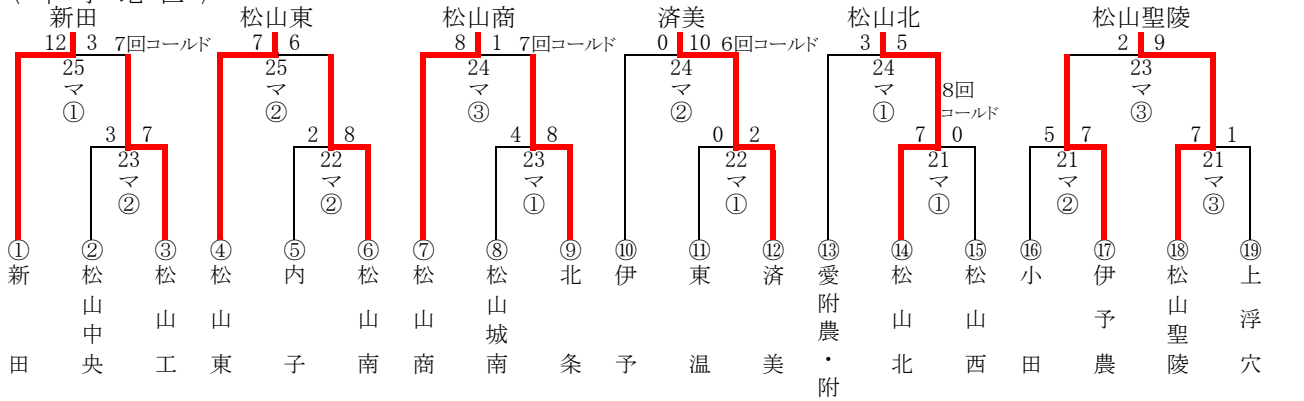 新田 松山東 松山商 済美 松山北 松山聖陵
12 3 7回コールド 7 6 8 1 7回コールド 0 10 6回コールド 3 5 2 9
25 25 24 24 24 23
マ マ マ マ マ マ
① ② ③ ② ① ③
8回
コールド
3 7 2 8 4 8 0 2 7 0 5 7 7 1
23 22 23 22 21 21 21
マ マ マ マ マ マ マ
② ② ① ① ① ② ③
① ② ③ ④ ⑤ ⑥ ⑦ ⑧ ⑨ ⑩ ⑪ ⑫ ⑬ ⑭ ⑮ ⑯ ⑰ ⑱ ⑲
新田
松山中央
松山工
松山東
内子
松山南
松山商
松山城南
北条
伊予
東温
済美
愛附農・附
松山北
松山西
小田
伊予農
松山聖陵
上浮穴